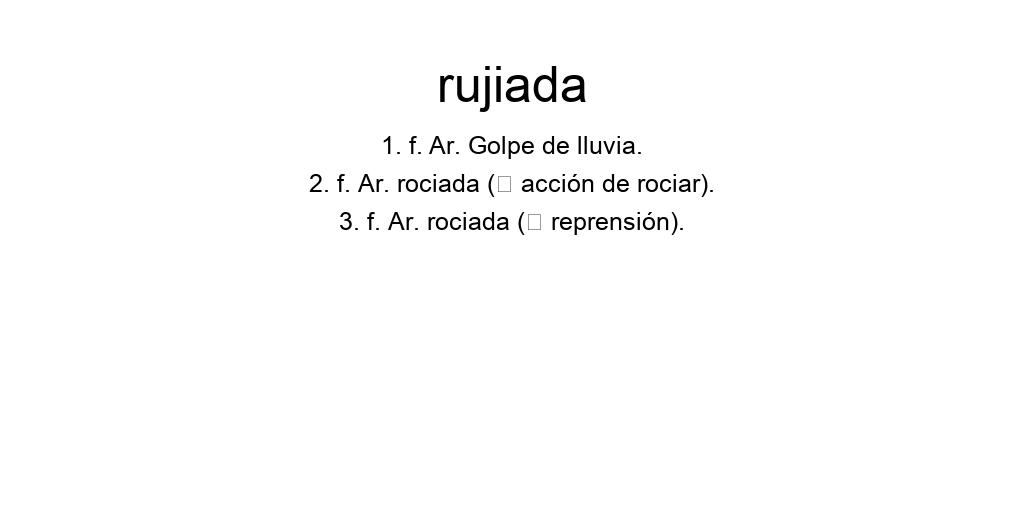 rujiada
1. f. Ar. Golpe de lluvia.
2. f. Ar. rociada (□ acción de rociar).
3. f. Ar. rociada (□ reprensión).